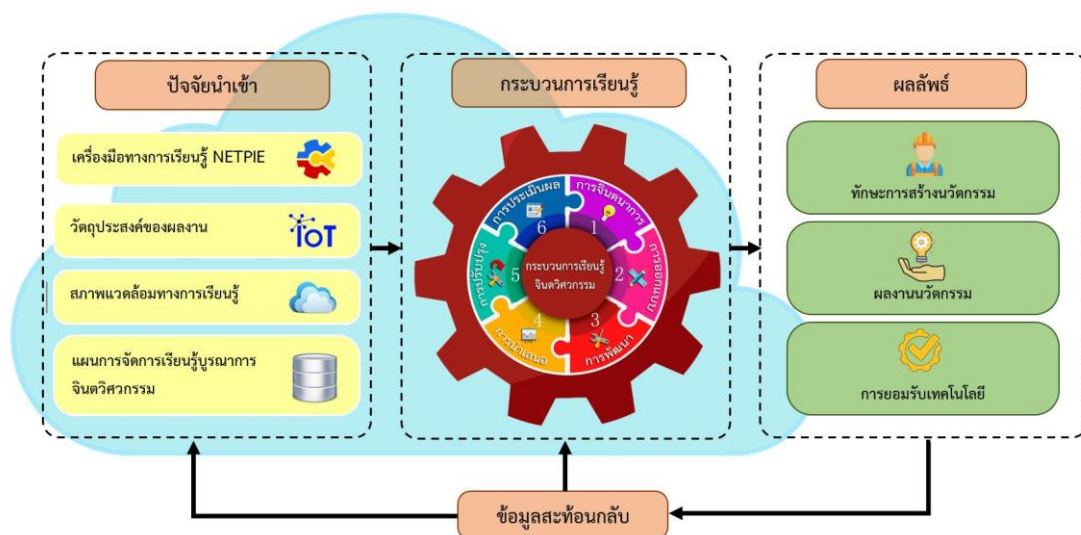 ปัจจัยนำเข้า
เครื่องมือทางการเรียนรู้ NETPIE
วัตถุประสงค์ของผลงาน
IoT
สภาพแวดล้อมทางการเรียนรู้
แผนการจัดการเรียนรู้บูรณาการ
จินตวิศวกรรม
กระบวนการเรียนรู้
การจินตนาการ
1
การออกแบบ
2
การพัฒนา
3
การนำเสนอ
4
การปรับปรุง
5
การประเมินผล
6
กระบวนการเรียนรู้
จินตวิศวกรรม
ผลลัพธ์
ทักษะการสร้างนวัตกรรม
ผลงานนวัตกรรม
การยอมรับเทคโนโลยี
ข้อมูลสะท้อนกลับ